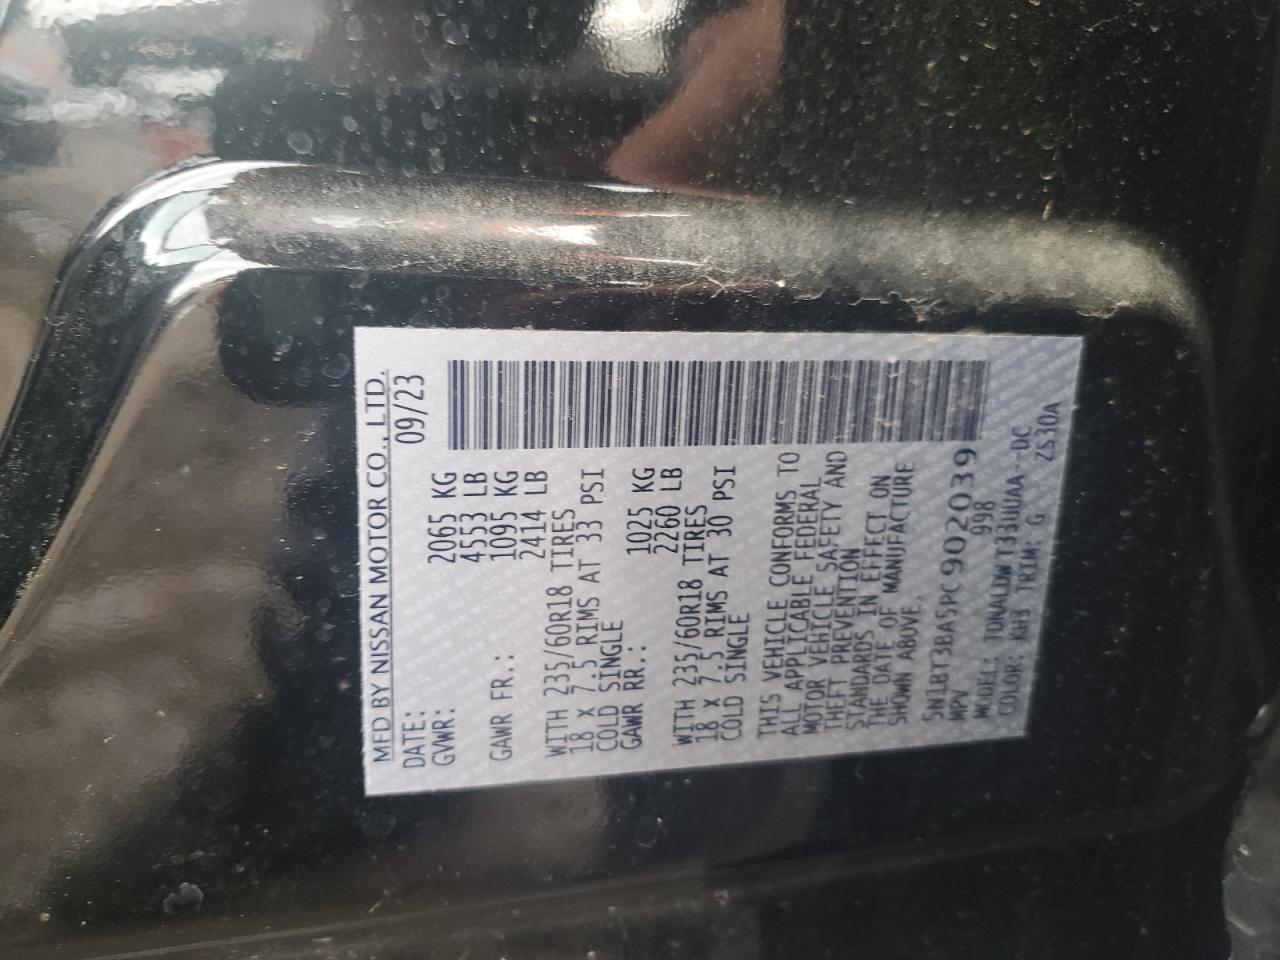 MFD BY NISSAN MOTOR CO., LTD.
DATE: 09/23
GVWR: 2065 KG
4553 LB
GAWR FR.: 1095 KG
2414 LB
WITH 235/60R18 TIRES
18 X 7.5 RIMS AT 33 PSI
COLD SINGLE
GAWR RR.: 1025 KG
2260 LB
WITH 235/60R18 TIRES
18 X 7.5 RIMS AT 30 PSI
COLD SINGLE
THIS VEHICLE CONFORMS TO
ALL APPLICABLE FEDERAL
MOTOR VEHICLE SAFETY AND
THEFT PREVENTION
STANDARDS IN EFFECT ON
THE DATE OF MANUFACTURE
SHOWN ABOVE.
5N1BT3BA5PC902039
MPV 998
MODEL: TONALDW T33UUAA--DC
COLOR: KH3 TRIM: G ZS30A